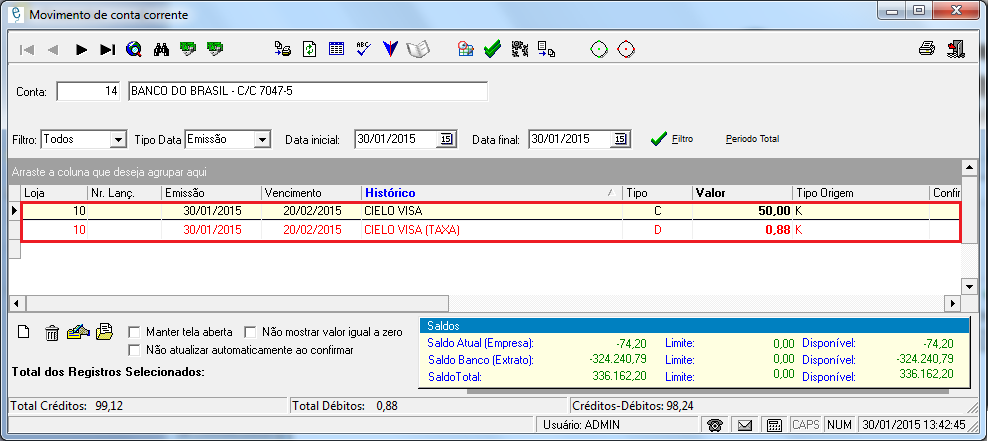 Movimento de conta corrente
ABC
Conta: 14 BANCO DO BRASIL - C/C 7047-5
Filtro: Todos Tipo Data Emissão Data inicial: 30/01/2015 15 Data final: 30/01/2015 15 Filtro Periodo Total
Arraste a coluna que deseja agrupar aqui
Loja Nr. Lanç. Emissão Vencimento Histórico Tipo Valor Tipo Origem Confir
10 30/01/2015 20/02/2015 CIELO VISA C 50,00 K
10 30/01/2015 20/02/2015 CIELO VISA (TAXA) D 0,88 K
Manter tela aberta Não mostrar valor igual a zero
Não atualizar automaticamente ao confirmar
Total dos Registros Selecionados:
Saldos
Saldo Atual (Empresa): -74,20 Limite: 0,00 Disponível: -74,20
Saldo Banco (Extrato): -324.240,79 Limite: 0,00 Disponível: -324.240,79
SaldoTotal: 336.162,20 Limite: 0,00 Disponível: 336.162,20
Total Créditos: 99,12 Total Débitos: 0,88 Créditos-Débitos: 98,24
Usuário: ADMIN CAPS NUM 30/01/2015 13:42:45